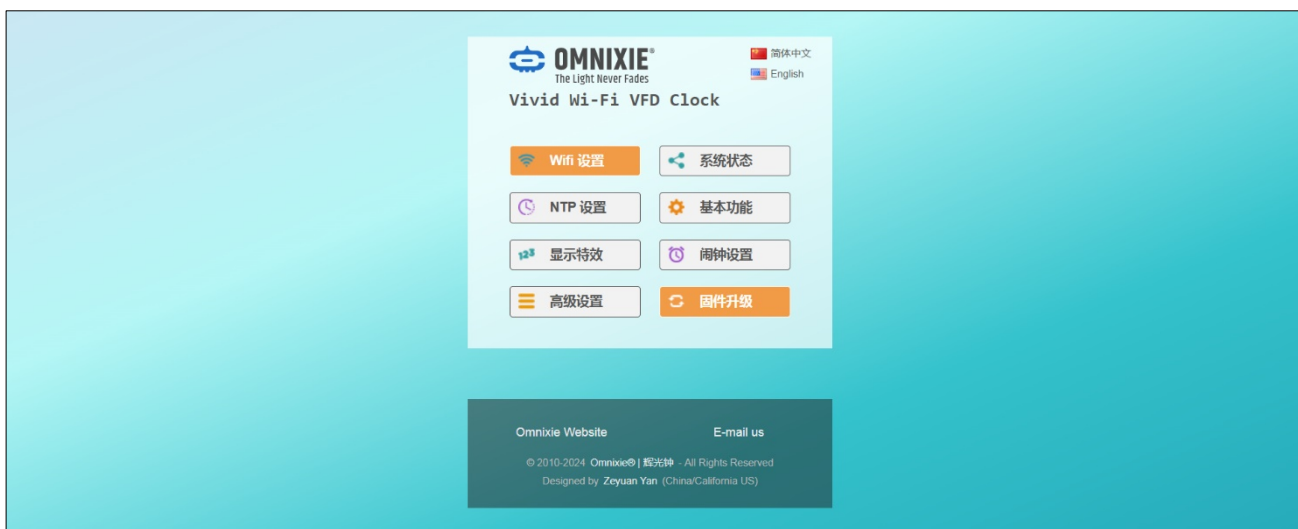 OMNIXIE®
The Light Never Fades
简体中文
English
Vivid Wi-Fi VFD Clock
Wifi 设置
系统状态
NTP 设置
基本功能
123 显示特效
闹钟设置
高级设置
固件升级
Omnixie Website
E-mail us
© 2010-2024 Omnixie® | 辉光钟 - All Rights Reserved
Designed by Zeyuan Yan (China/California US)